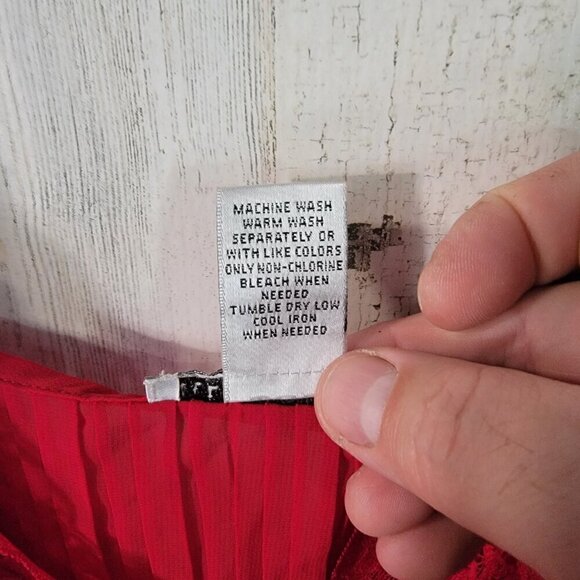 MACHINE WASH
WARM WASH
SEPARATELY OR
WITH LIKE COLORS
ONLY NON-CHLORINE
BLEACH WHEN
NEEDED
TUMBLE DRY LOW
COOL IRON
WHEN NEEDED